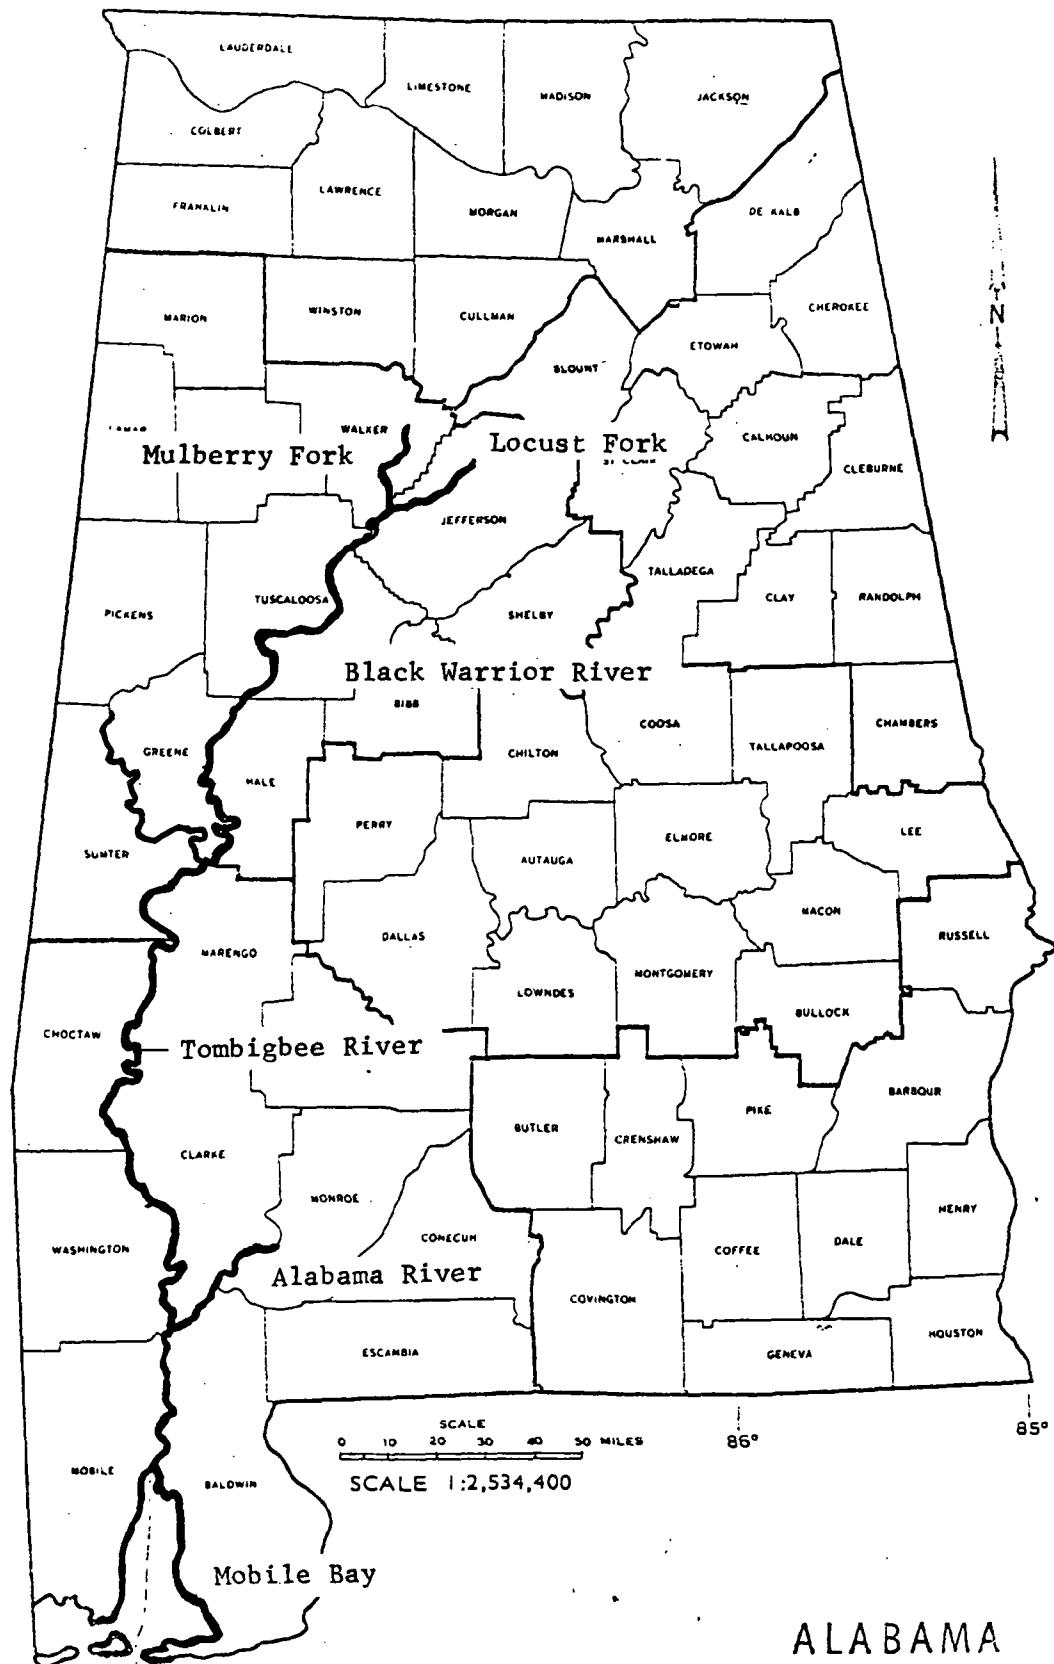 LAUDERDALE
LIMESTONE
MADISON
JACKSON
COLBERT
LAWRENCE
FRANKLIN
MORGAN
MARSHALL
DE KALB
MARION
WINSTON
CULLMAN
CHEROKEE
N
ETOWAH
BLOUNT
LAMAR
WALKER
Mulberry Fork
Locust Fork
CALHOUN
ST CLAIR
CLEBURNE
JEFFERSON
TALLADEGA
TUSCALOOSA
CLAY
RANDOLPH
PICKENS
SHELBY
Black Warrior River
BIBB
COOSA
CHAMBERS
GREENE
CHILTON
TALLAPOOSA
HALE
PERRY
ELMORE
LEE
SUMTER
AUTAUGA
MACON
DALLAS
RUSSELL
MARENGO
MONTGOMERY
LOWNDES
BULLOCK
CHOCTAW
Tombigbee River
BARBOUR
PIKE
BUTLER
CRENSHAW
CLARKE
MONROE
HENRY
CONECUH
WASHINGTON
COFFEE
DALE
Alabama River
COVINGTON
HOUSTON
ESCAMBIA
GENEVA
SCALE
0 10 20 30 40 50 MILES
SCALE 1:2,534,400
86°
85°
MOBILE
BALDWIN
Mobile Bay
ALABAMA